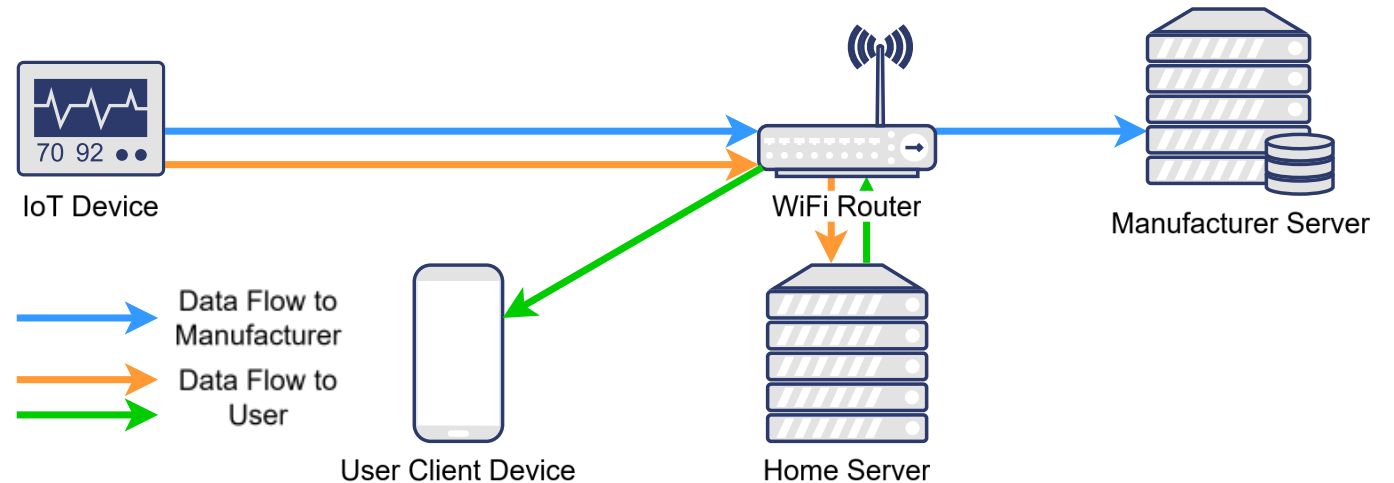 70 92
IoT Device
WiFi Router
Manufacturer Server
Data Flow to
Manufacturer
Data Flow to
User
User Client Device
Home Server